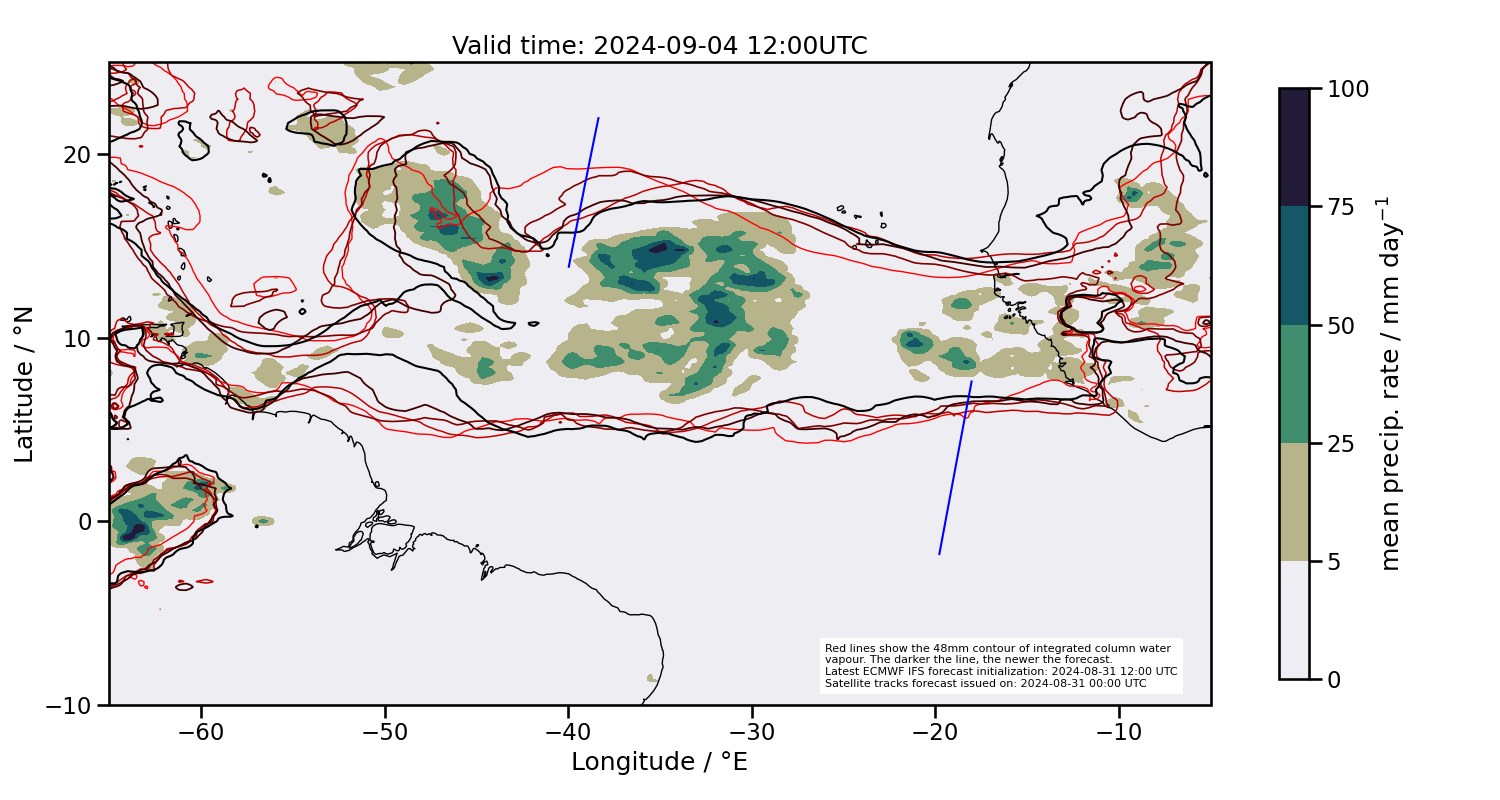 Valid time: 2024-09-04 12:00UTC
Latitude / °N
20
10
0
−10
−60
−50
−40
−30
−20
−10
Longitude / °E
Red lines show the 48mm contour of integrated column water
vapour. The darker the line, the newer the forecast.
Latest ECMWF IFS forecast initialization: 2024-08-31 12:00 UTC
Satellite tracks forecast issued on: 2024-08-31 00:00 UTC
100
75
50
25
5
0
mean precip. rate / mm day⁻¹